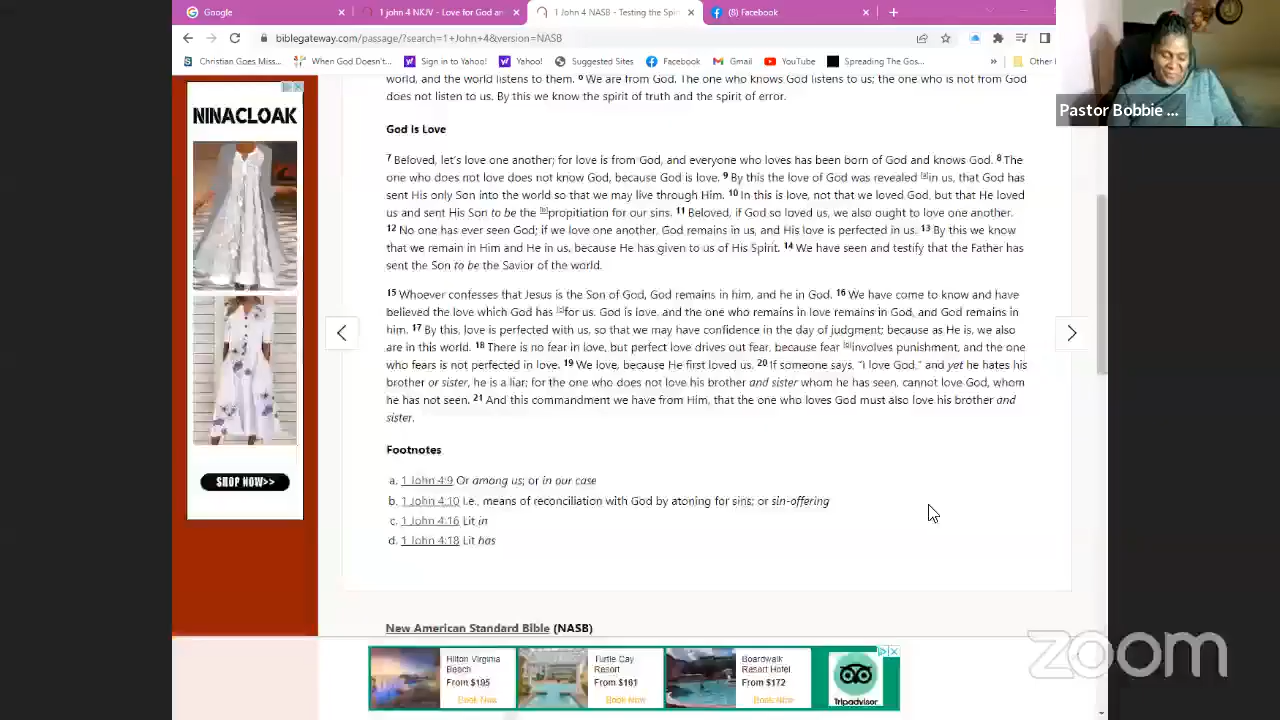 Google
1 john 4 NKJV - Love for God an
1 John 4 NASB - Testing the Spi
(8) Facebook
biblegateway.com/passage/?search=1+John+4&version=NASB
Christian Goes Miss...
When God Doesn't...
Sign in to Yahoo!
Yahoo!
Suggested Sites
Facebook
Gmail
YouTube
Spreading The Gos...
»
Other
Pastor Bobbie ...
world, and the world listens to them. 6 We are from God. The one who knows God listens to us; the one who is not from God
does not listen to us. By this we know the spirit of truth and the spirit of error.
God Is Love
7 Beloved, let's love one another; for love is from God, and everyone who loves has been born of God and knows God. 8 The
one who does not love does not know God, because God is love. 9 By this the love of God was revealed [a]in us, that God has
sent His only Son into the world so that we may live through Him. 10 In this is love, not that we loved God, but that He loved
us and sent His Son to be the [b]propitiation for our sins. 11 Beloved, if God so loved us, we also ought to love one another.
12 No one has ever seen God; if we love one another, God remains in us, and His love is perfected in us. 13 By this we know
that we remain in Him and He in us, because He has given to us of His Spirit. 14 We have seen and testify that the Father has
sent the Son to be the Savior of the world.
15 Whoever confesses that Jesus is the Son of God, God remains in him, and he in God. 16 We have come to know and have
believed the love which God has [c]for us. God is love, and the one who remains in love remains in God, and God remains in
him. 17 By this, love is perfected with us, so that we may have confidence in the day of judgment; because as He is, we also
are in this world. 18 There is no fear in love, but perfect love drives out fear, because fear [d]involves punishment, and the one
who fears is not perfected in love. 19 We love, because He first loved us. 20 If someone says, "I love God," and yet he hates his
brother or sister, he is a liar; for the one who does not love his brother and sister whom he has seen, cannot love God, whom
he has not seen. 21 And this commandment we have from Him, that the one who loves God must also love his brother and
sister.
Footnotes
a. 1 John 4:9 Or among us; or in our case
b. 1 John 4:10 I.e., means of reconciliation with God by atoning for sins; or sin-offering
c. 1 John 4:16 Lit in
d. 1 John 4:18 Lit has
New American Standard Bible (NASB)
NINACLOAK
SHOP NOW>>
Hilton Virginia
Beach
From $195
Book Now
Turtle Cay
Resort
From $161
Book Now
Boardwalk
Resort Hotel
From $172
Book Now
Tripadvisor
zoom